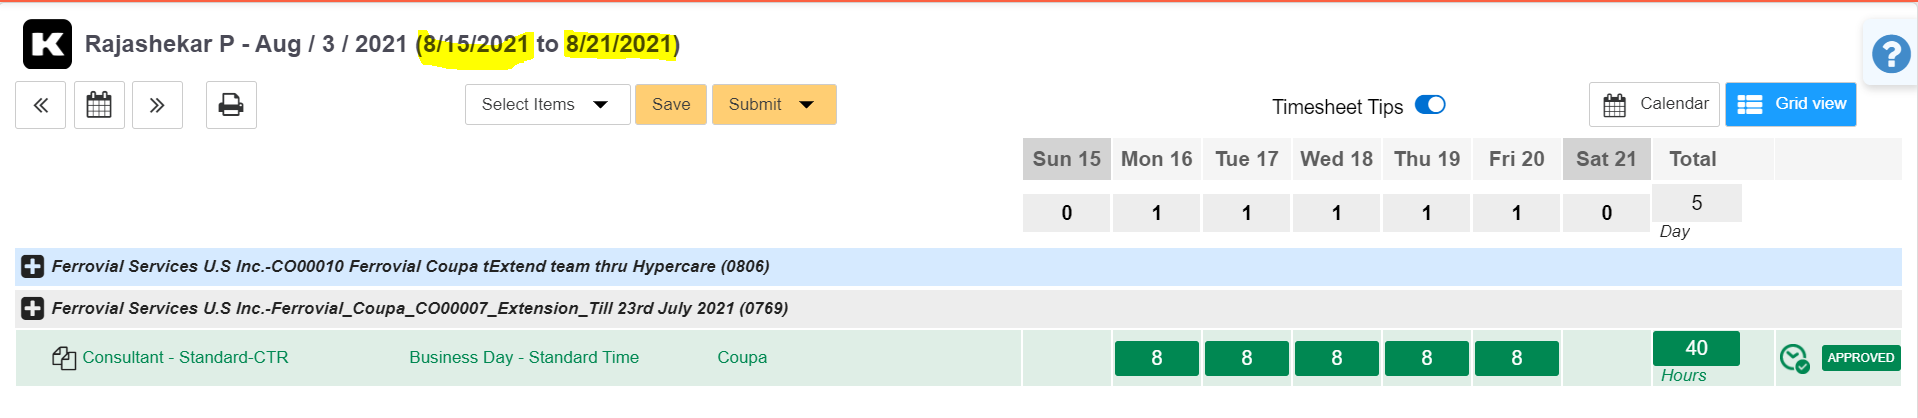 K Rajashekar P - Aug / 3 / 2021 (8/15/2021 to 8/21/2021)
?
Select Items Save Submit Timesheet Tips Calendar Grid view
Sun 15 Mon 16 Tue 17 Wed 18 Thu 19 Fri 20 Sat 21 Total
0 1 1 1 1 1 0 5
Day
Ferrovial Services U.S Inc.-CO00010 Ferrovial Coupa tExtend team thru Hypercare (0806)
Ferrovial Services U.S Inc.-Ferrovial_Coupa_CO00007_Extension_Till 23rd July 2021 (0769)
Consultant - Standard-CTR Business Day - Standard Time Coupa 8 8 8 8 8 40 APPROVED
Hours